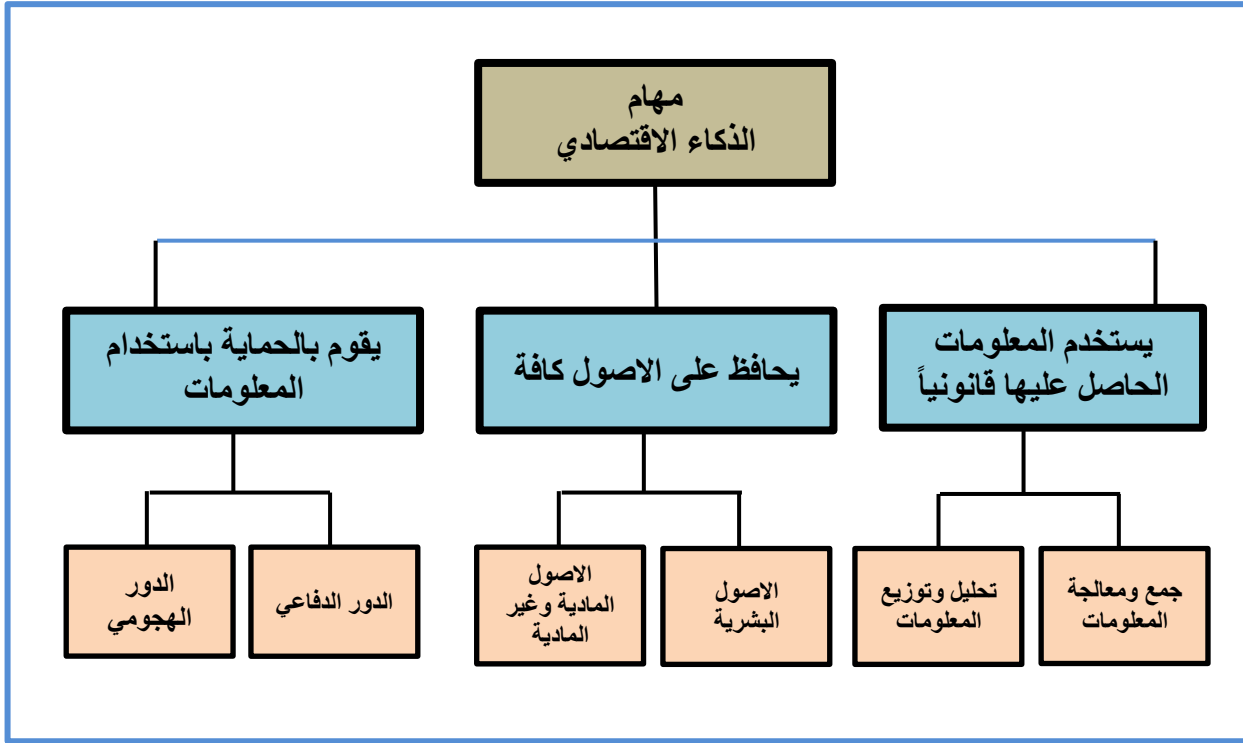 مهام
الذكاء الاقتصادي
يستخدم المعلومات
الحاصل عليها قانونياً
يحافظ على الاصول كافة
يقوم بالحماية باستخدام
المعلومات
جمع ومعالجة
المعلومات
تحليل وتوزيع
المعلومات
الاصول
البشرية
الاصول
المادية وغير
المادية
الدور الدفاعي
الدور
الهجومي